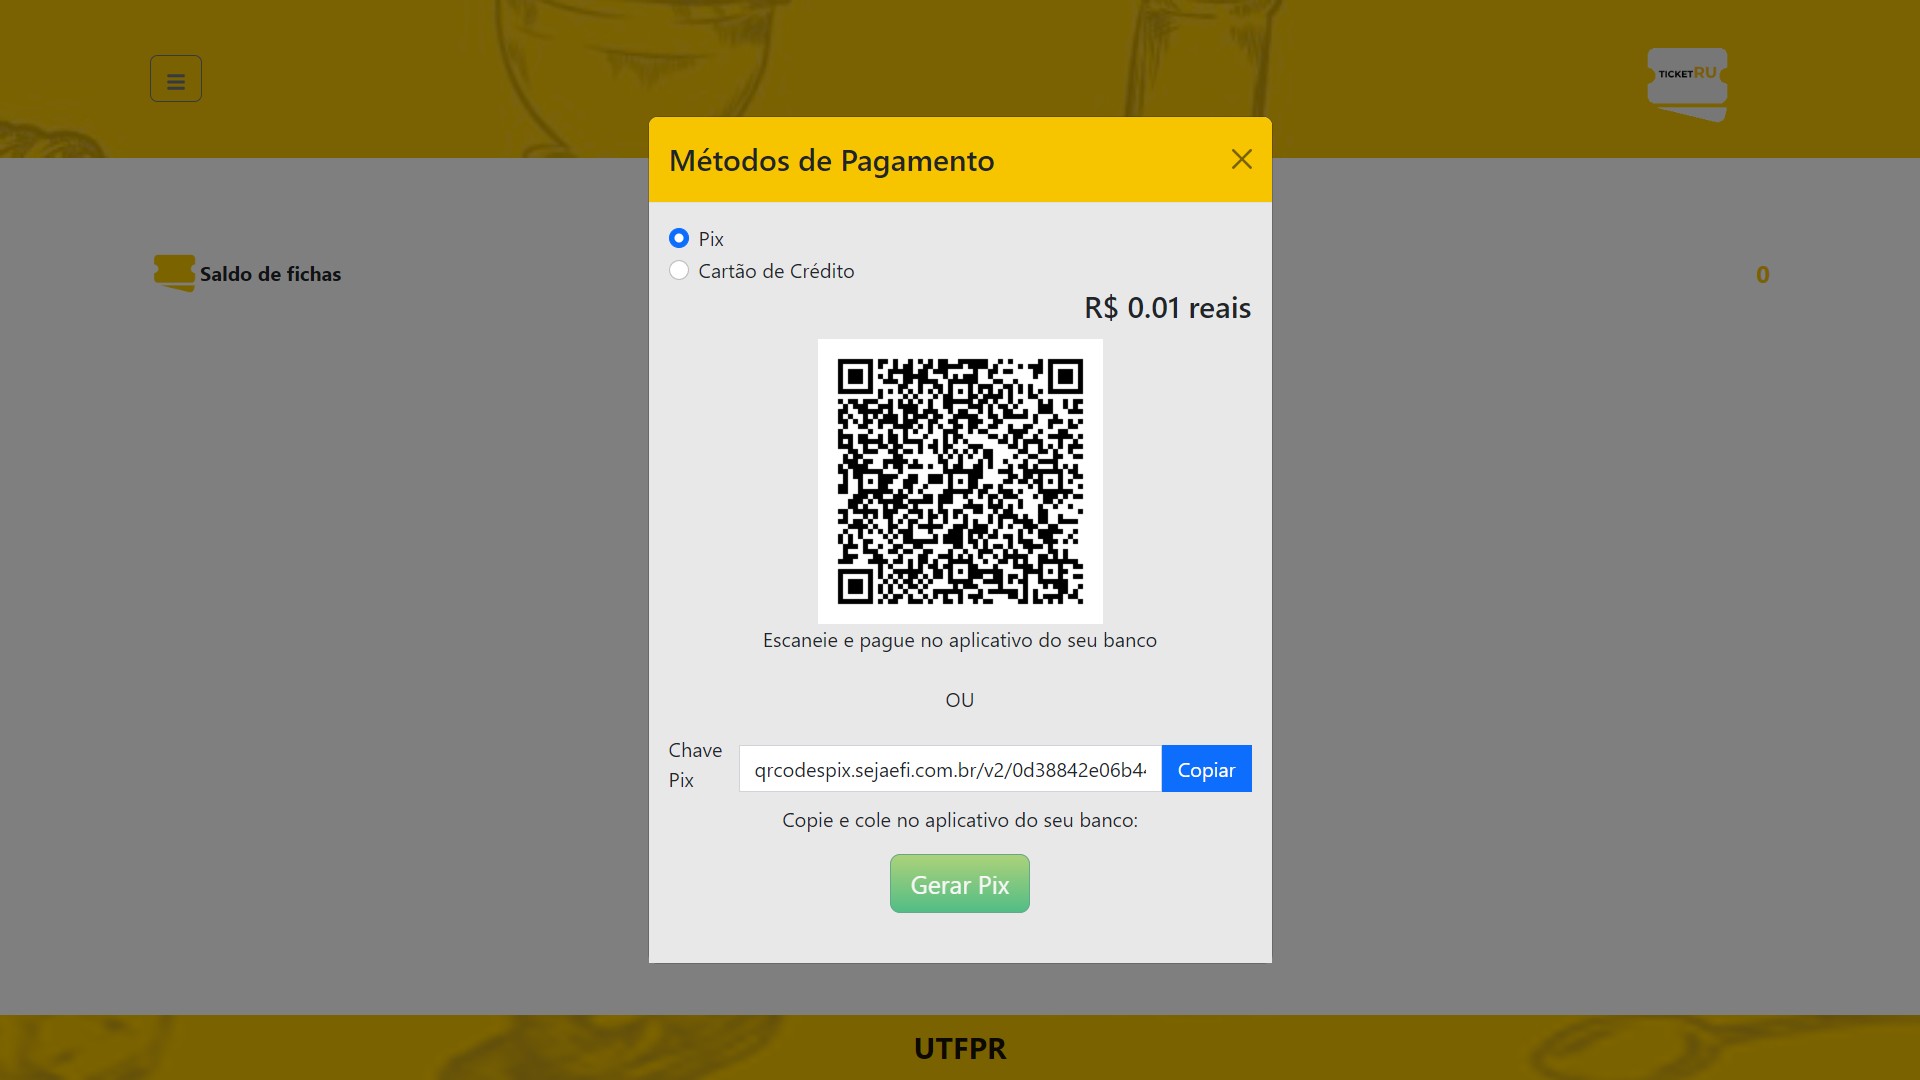 TICKETRU
Métodos de Pagamento
Pix
Cartão de Crédito
Saldo de fichas
0
R$ 0.01 reais
Escaneie e pague no aplicativo do seu banco
OU
Chave
Pix
qrcodespix.sejaefi.com.br/v2/0d38842e06b4
Copiar
Copie e cole no aplicativo do seu banco:
Gerar Pix
UTFPR